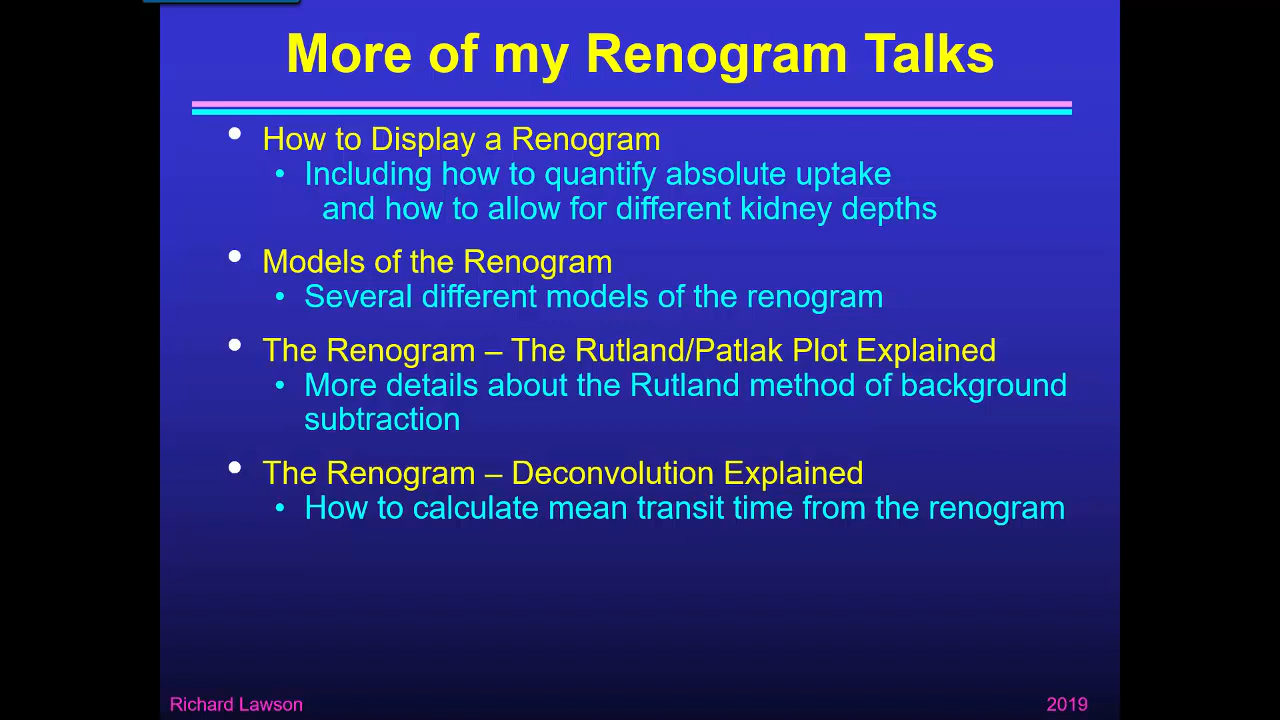 More of my Renogram Talks
• How to Display a Renogram
• Including how to quantify absolute uptake
and how to allow for different kidney depths
• Models of the Renogram
• Several different models of the renogram
• The Renogram – The Rutland/Patlak Plot Explained
• More details about the Rutland method of background
subtraction
• The Renogram – Deconvolution Explained
• How to calculate mean transit time from the renogram
Richard Lawson
2019